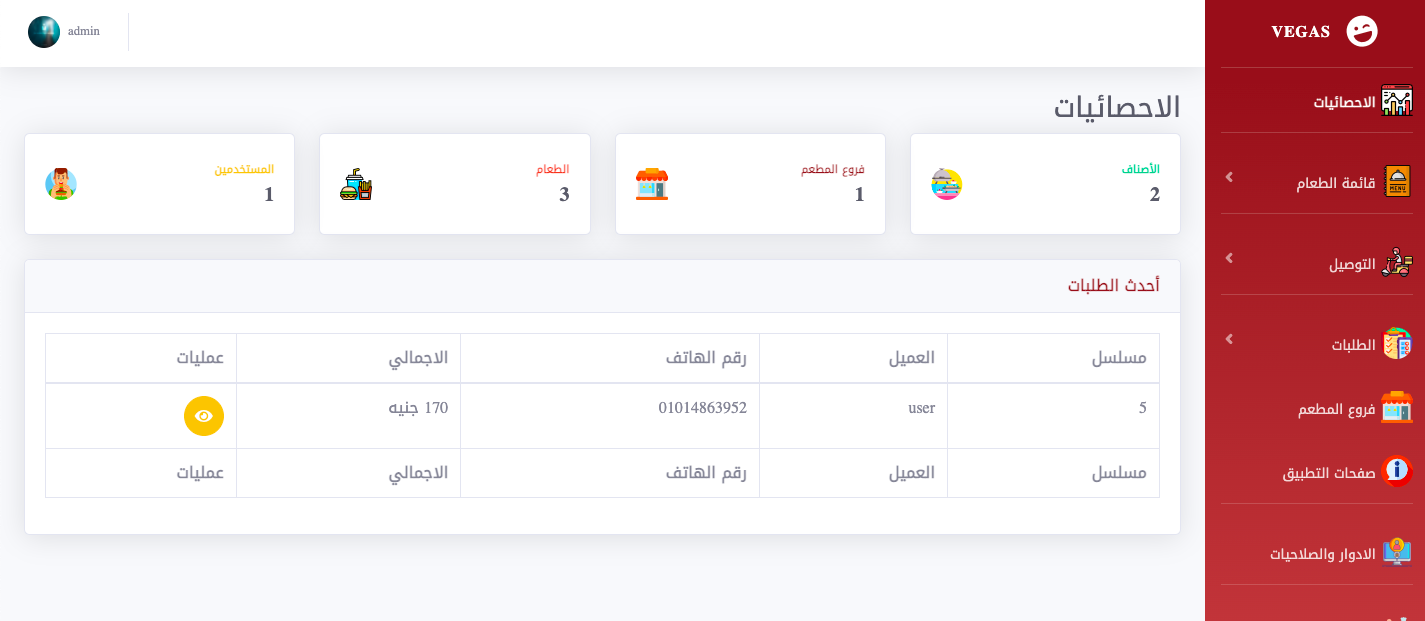 VEGAS
الاحصائيات
قائمة الطعام
التوصيل
الطلبات
فروع المطعم
صفحات التطبيق
الادوار والصلاحيات
admin
الاحصائيات
الأصناف
2
فروع المطعم
1
الطعام
3
المستخدمين
1
أحدث الطلبات
مسلسل العميل رقم الهاتف الاجمالي عمليات
5 user 01014863952 170 جنيه
مسلسل العميل رقم الهاتف الاجمالي عمليات